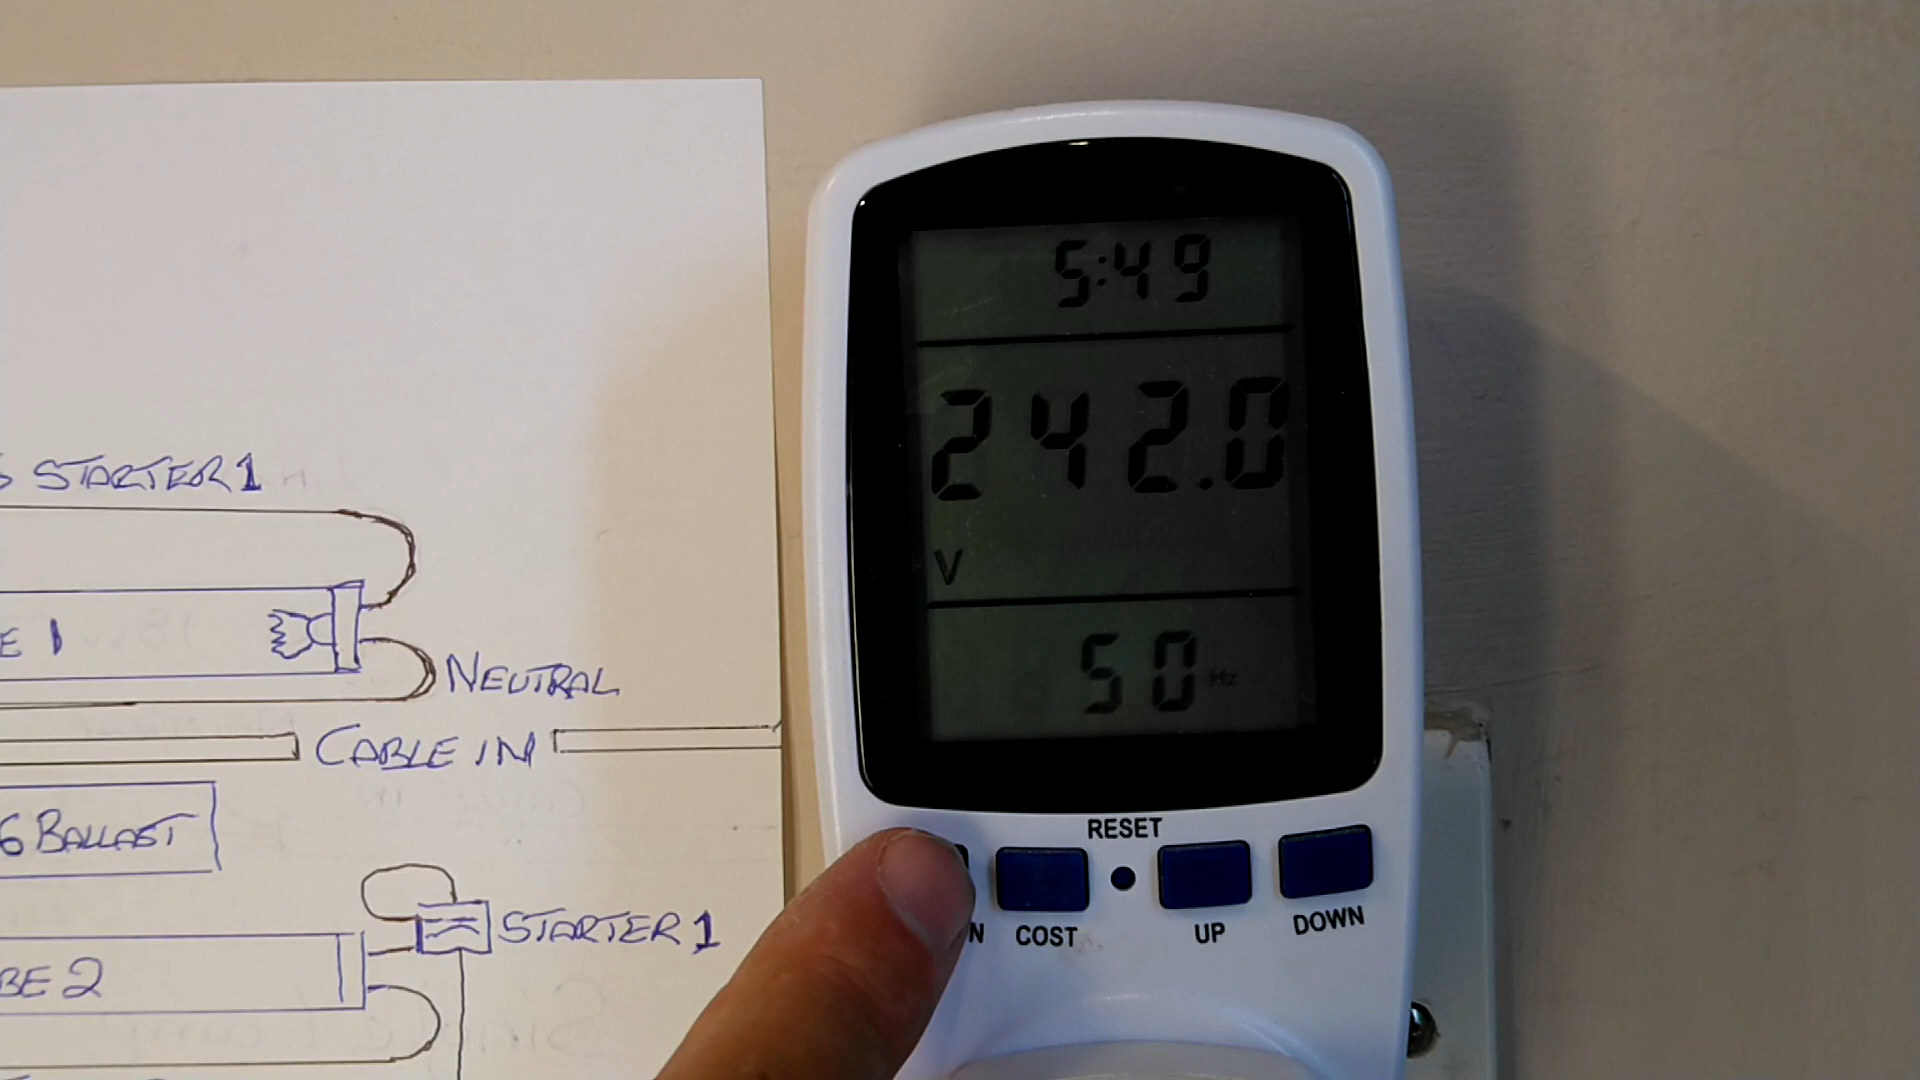 STARTER 1
E 1
NEUTRAL
CABLE IN
6 BALLAST
STARTER 1
BE 2
5:49
242.0
V
50 Hz
RESET
N COST UP DOWN